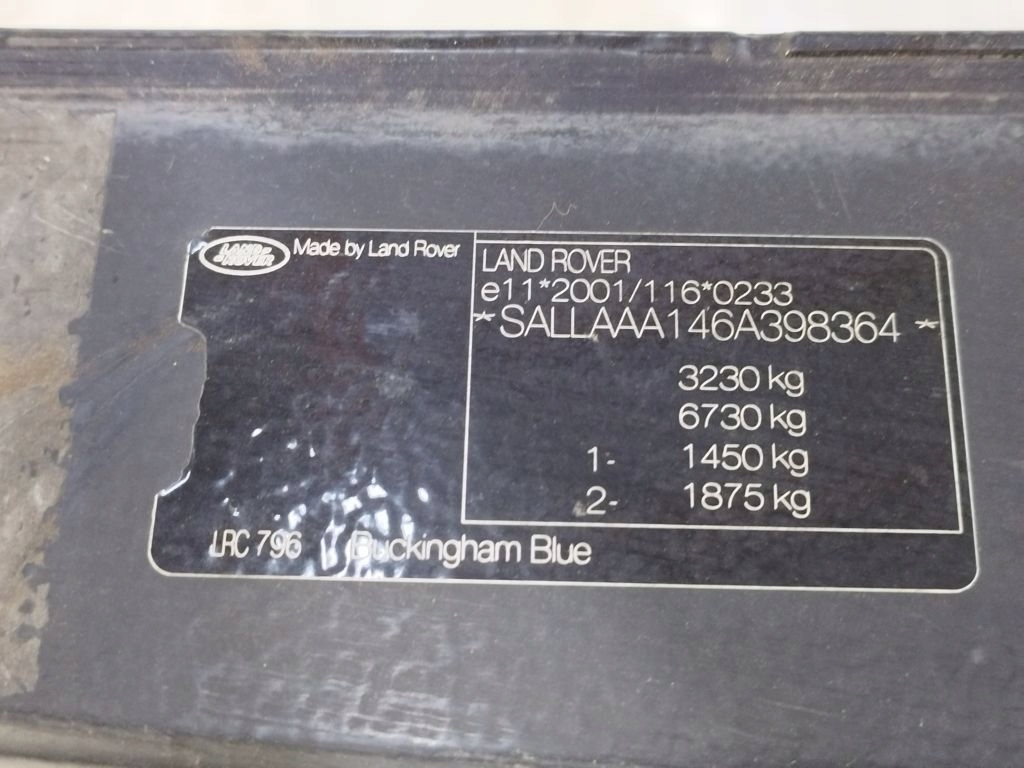 LAND-
ROVER
Made by Land Rover
LAND ROVER
e11*2001/116*0233
*SALLAAA146A398364*
3230 kg
6730 kg
1- 1450 kg
2- 1875 kg
LRC 796 Buckingham Blue